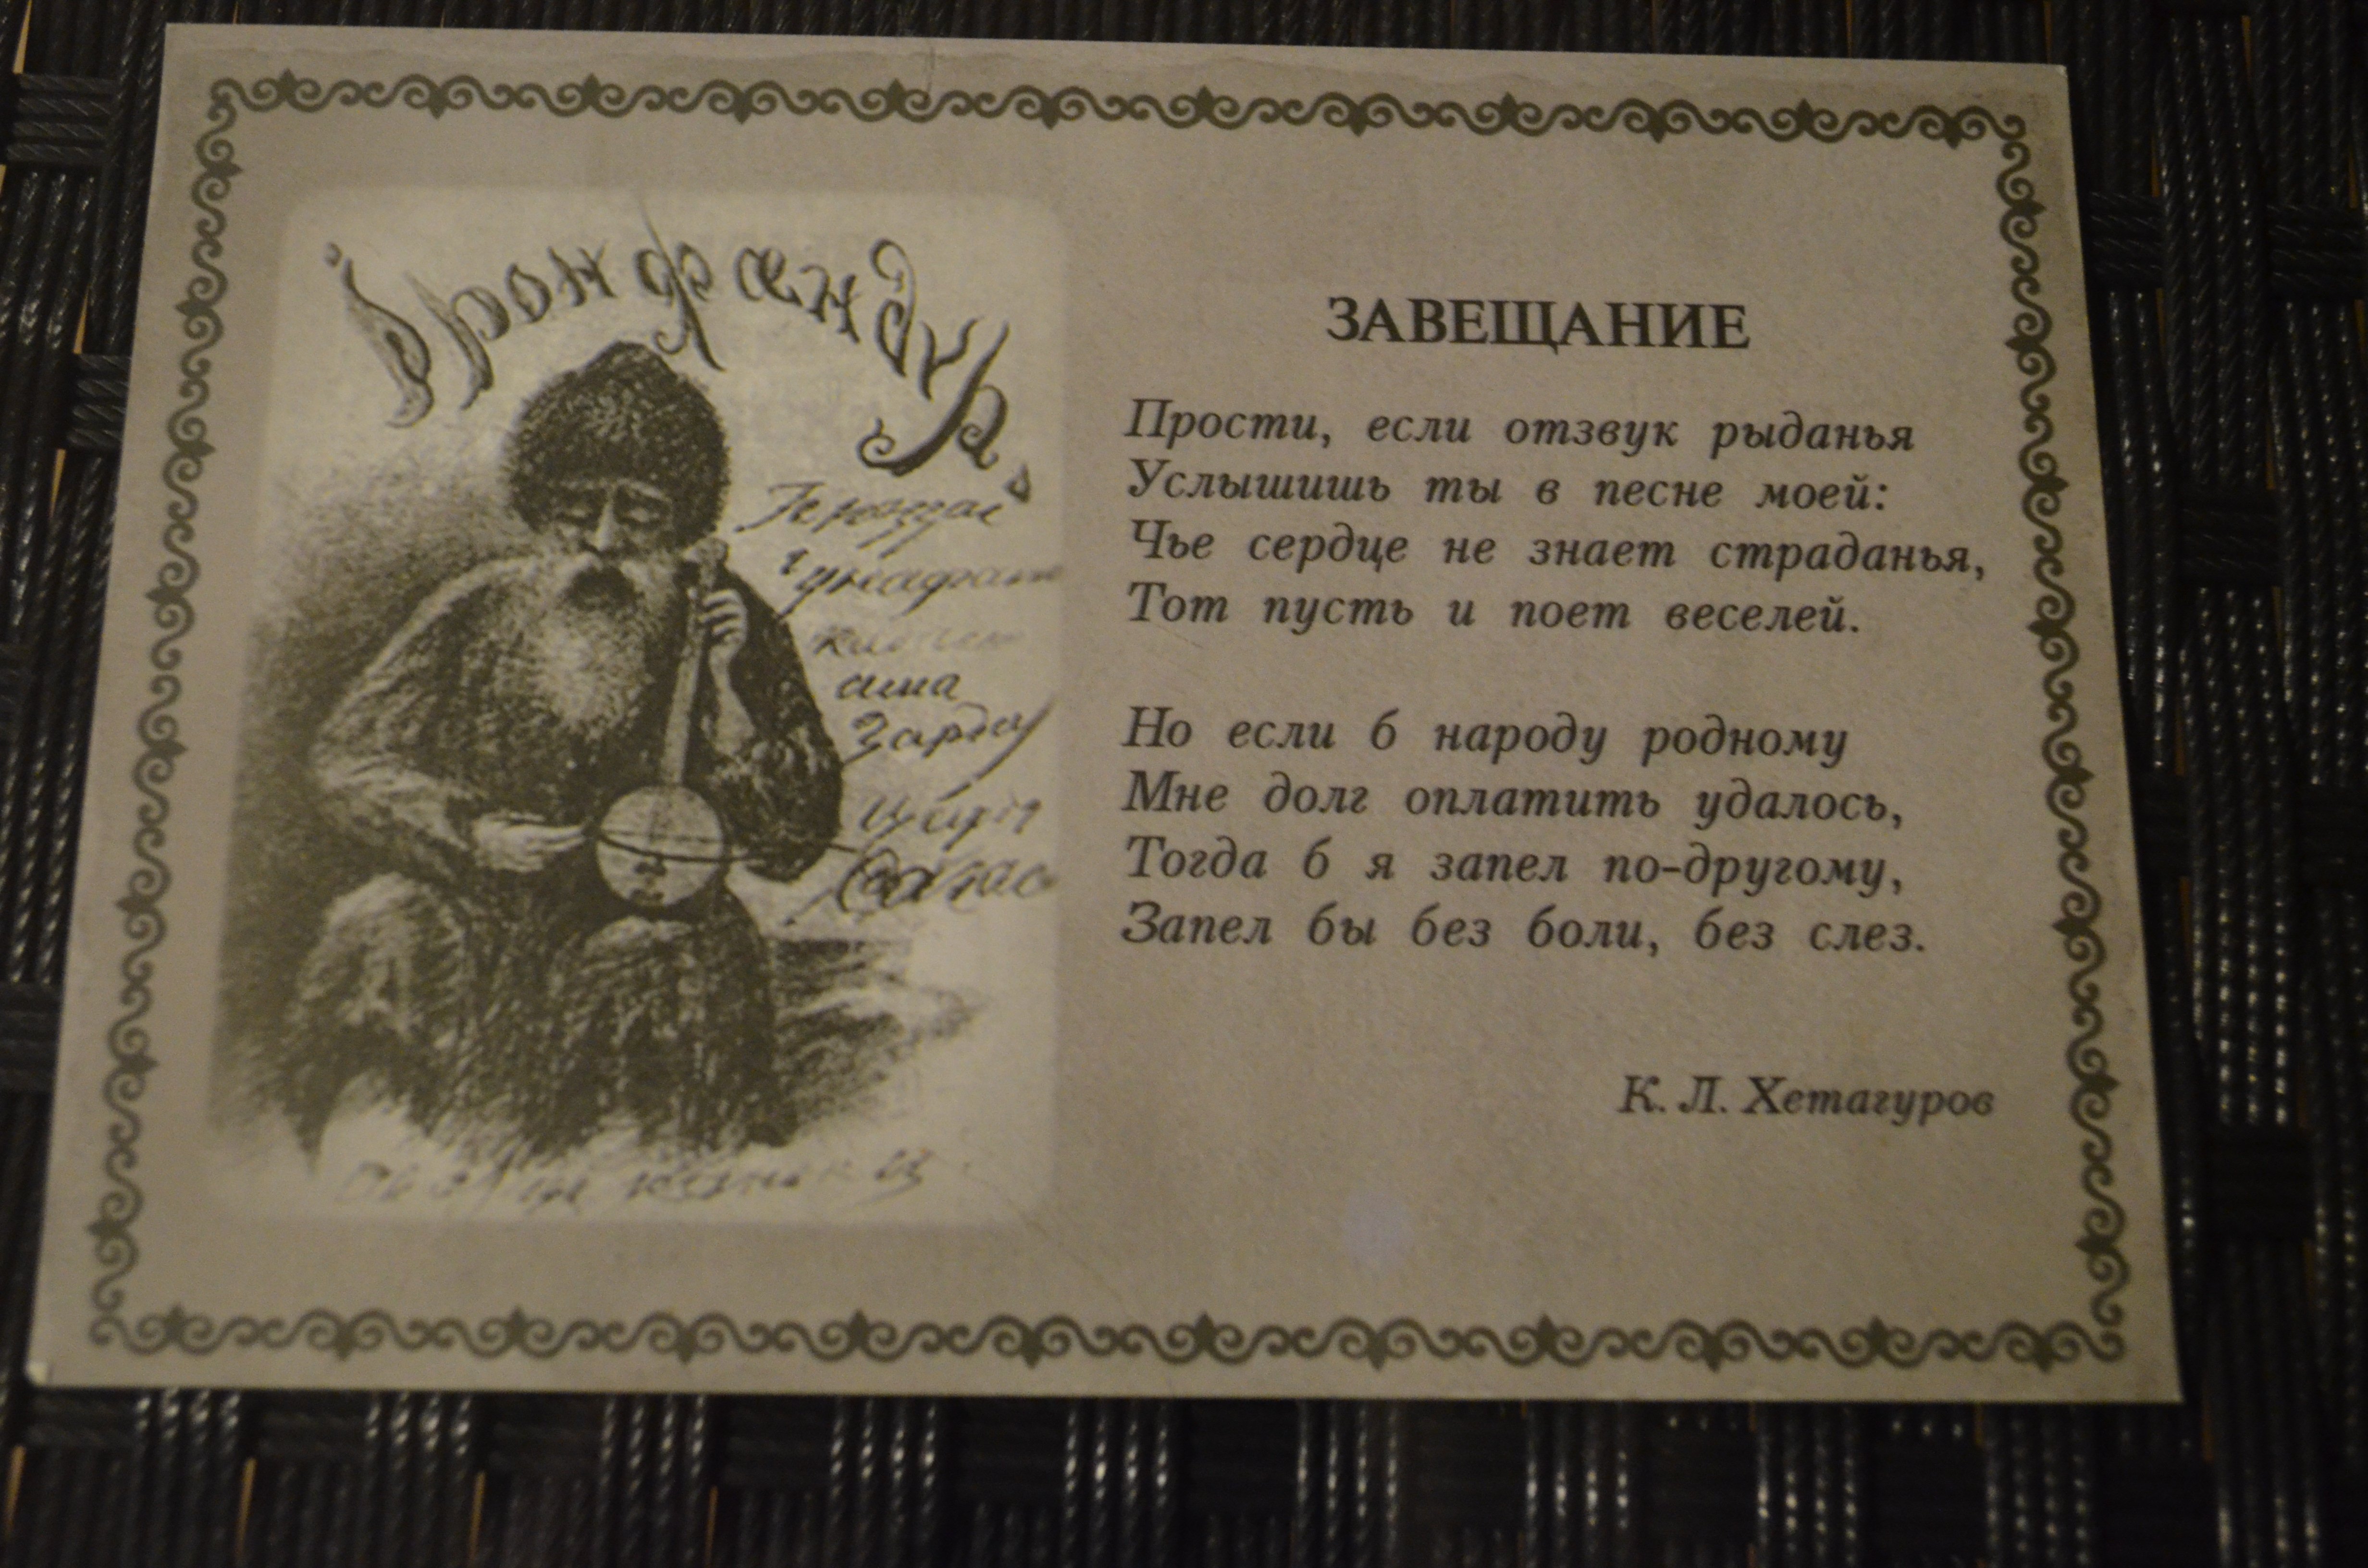 Ирон фæндыр
ЗАВЕЩАНИЕ
Прости, если отзвук рыданья
Услышишь ты в песне моей:
Чье сердце не знает страданья,
Тот пусть и поет веселей.
Но если б народу родному
Мне долг оплатить удалось,
Тогда б я запел по-другому,
Запел бы без боли, без слез.
К. Л. Хетагуров